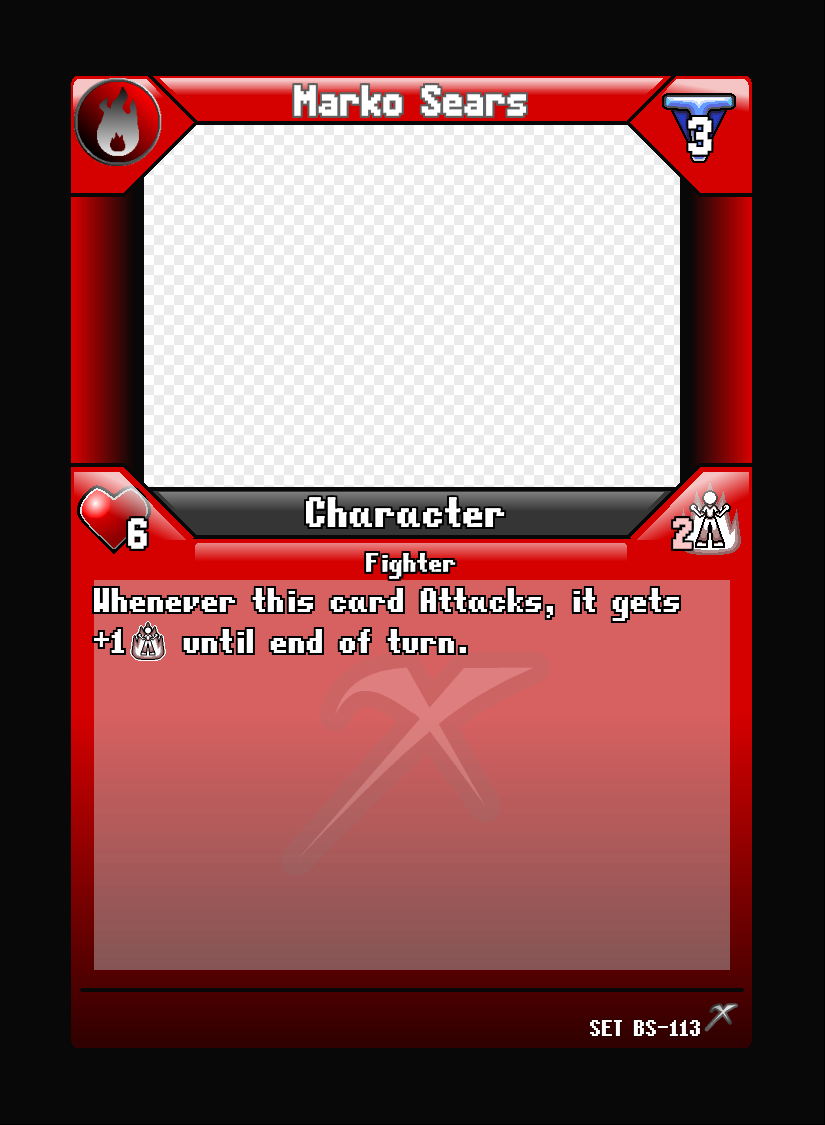 Marko Sears
3
Character
6
2
Fighter
Whenever this card Attacks, it gets
+1 until end of turn.
SET BS-113